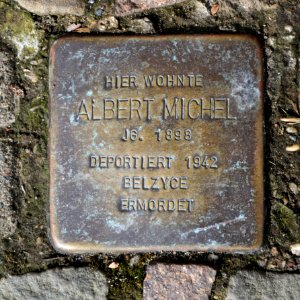 HIER WOHNTE
ALBERT MICHEL
JG. 1898
DEPORTIERT 1942
BELZYCE
ERMORDET